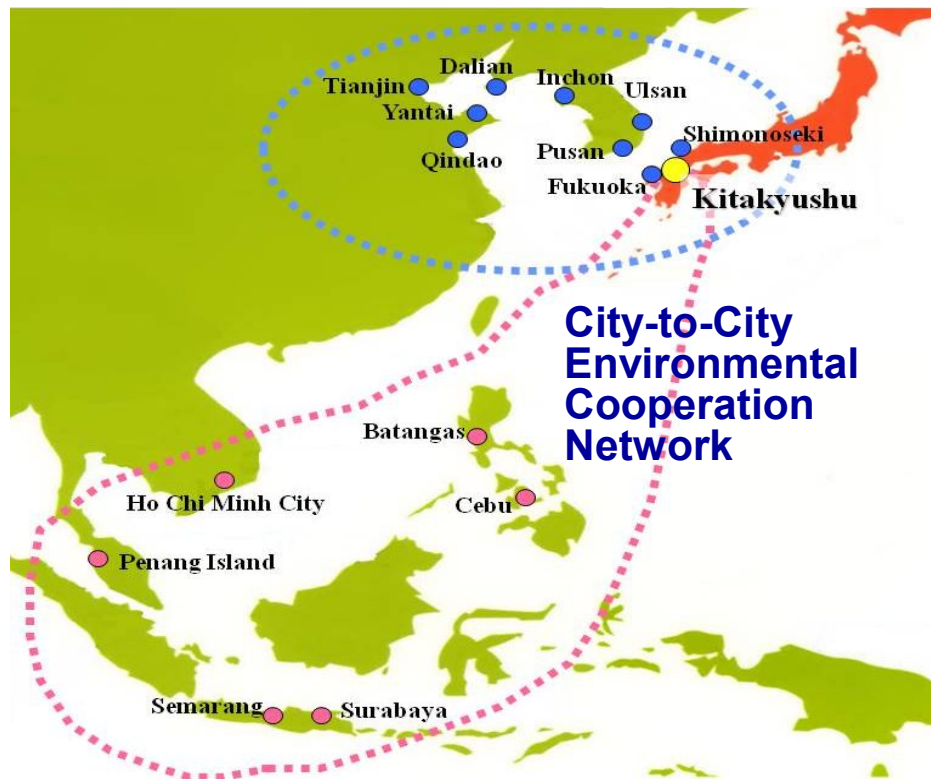 Dalian
Tianjin
Inchon
Ulsan
Yantai
Shimonoseki
Qindao
Pusan
Fukuoka
Kitakyushu
City-to-City
Environmental
Cooperation
Network
Batangas
Ho Chi Minh City
Cebu
Penang Island
Semarang
Surabaya